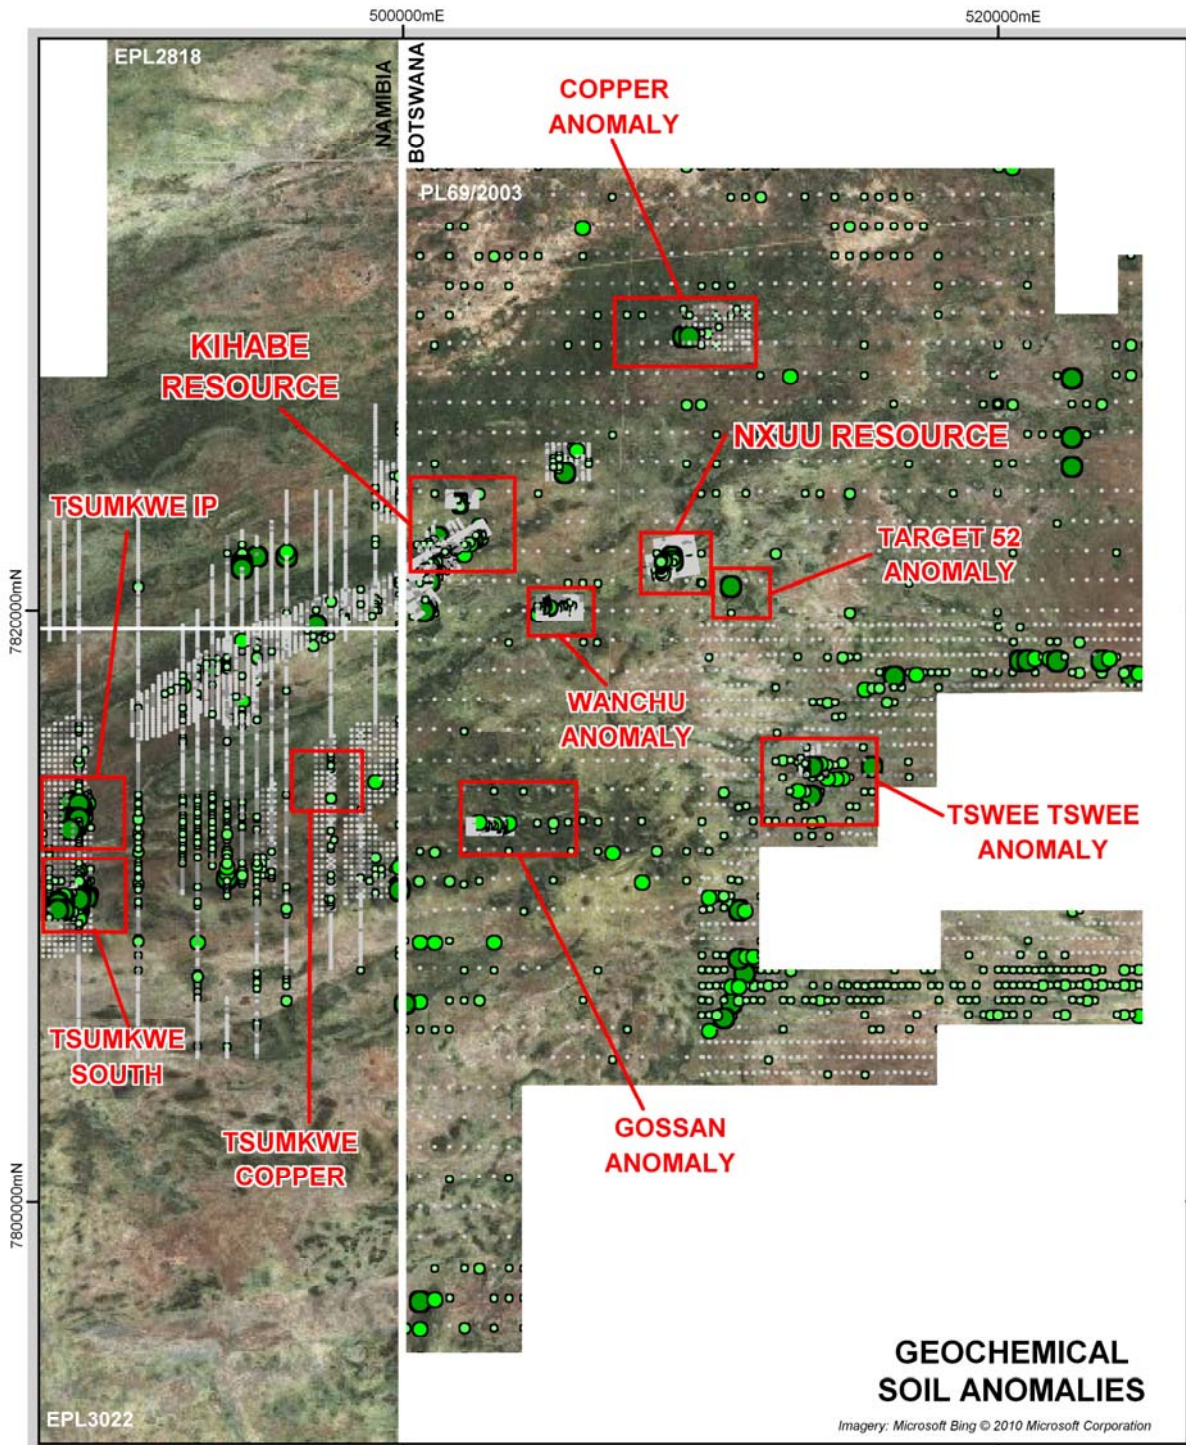 500000mE
520000mE
EPL2818
NAMIBIA
BOTSWANA
COPPER
ANOMALY
PL69/2003
KIHABE
RESOURCE
NXUU RESOURCE
TSUMKWE IP
TARGET 52
ANOMALY
7820000mN
WANCHU
ANOMALY
TSWEE TSWEE
ANOMALY
TSUMKWE
SOUTH
TSUMKWE
COPPER
GOSSAN
ANOMALY
7800000mN
GEOCHEMICAL
SOIL ANOMALIES
EPL3022
Imagery: Microsoft Bing © 2010 Microsoft Corporation